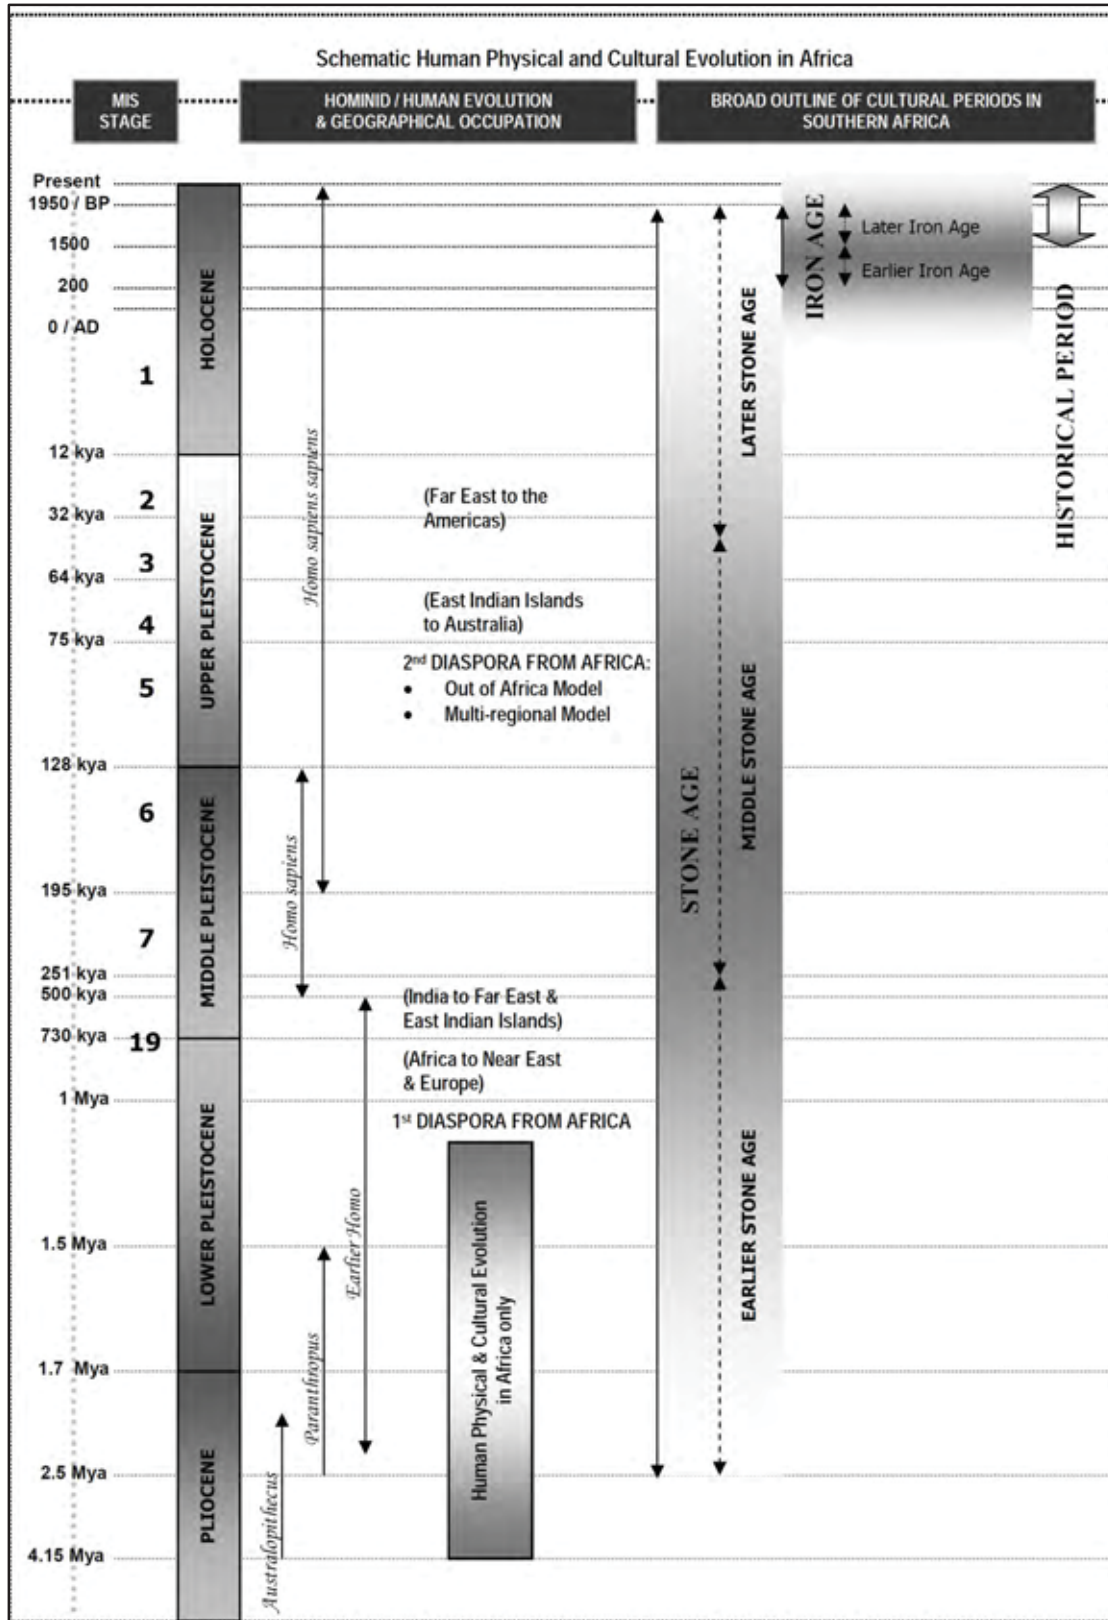 Schematic Human Physical and Cultural Evolution in Africa
MIS
STAGE
HOMINID / HUMAN EVOLUTION
& GEOGRAPHICAL OCCUPATION
BROAD OUTLINE OF CULTURAL PERIODS IN
SOUTHERN AFRICA
Present
1950 / BP
1500
200
0 / AD
12 kya
32 kya
64 kya
75 kya
128 kya
195 kya
251 kya
500 kya
730 kya
1 Mya
1.5 Mya
1.7 Mya
2.5 Mya
4.15 Mya
1
2
3
4
5
6
7
19
HOLOCENE
UPPER PLEISTOCENE
MIDDLE PLEISTOCENE
LOWER PLEISTOCENE
PLIOCENE
Homo sapiens sapiens
Homo sapiens
Earlier Homo
Paranthropus
Australopithecus
(Far East to the
Americas)
(East Indian Islands
to Australia)
2nd DIASPORA FROM AFRICA:
• Out of Africa Model
• Multi-regional Model
(India to Far East &
East Indian Islands)
(Africa to Near East
& Europe)
1st DIASPORA FROM AFRICA
Human Physical & Cultural Evolution
in Africa only
STONE AGE
LATER STONE AGE
MIDDLE STONE AGE
EARLIER STONE AGE
IRON AGE
Later Iron Age
Earlier Iron Age
HISTORICAL PERIOD